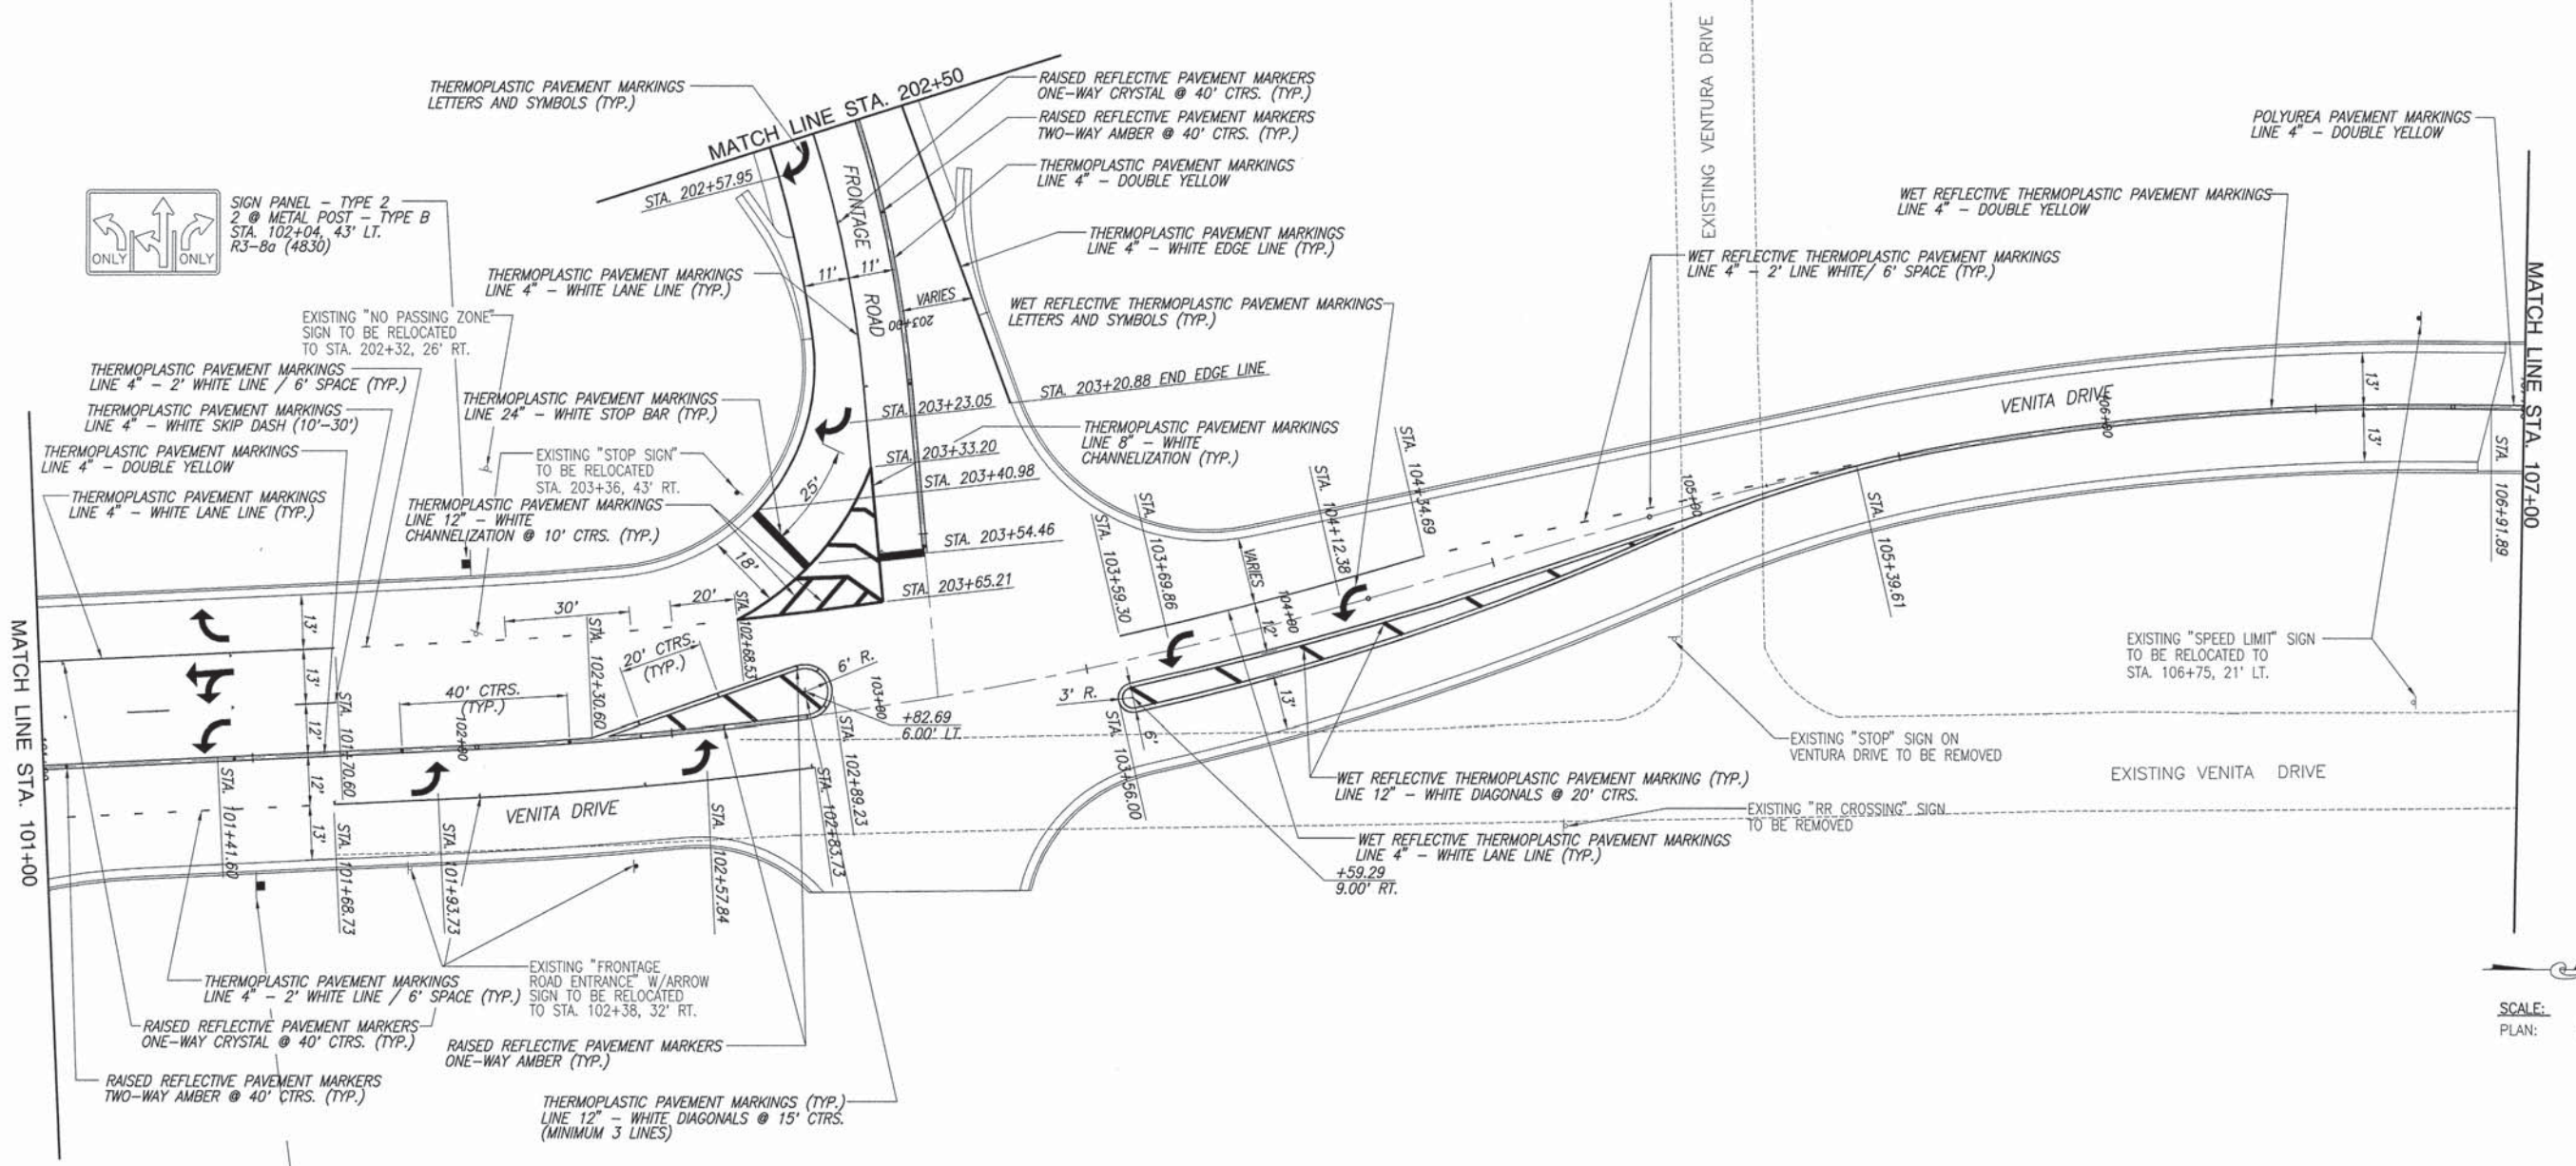 THERMOPLASTIC PAVEMENT MARKINGS
LETTERS AND SYMBOLS (TYP.)
MATCH LINE STA. 202+50
RAISED REFLECTIVE PAVEMENT MARKERS
ONE-WAY CRYSTAL @ 40' CTRS. (TYP.)
RAISED REFLECTIVE PAVEMENT MARKERS
TWO-WAY AMBER @ 40' CTRS. (TYP.)
THERMOPLASTIC PAVEMENT MARKINGS
LINE 4" - DOUBLE YELLOW
THERMOPLASTIC PAVEMENT MARKINGS
LINE 4" - WHITE EDGE LINE (TYP.)
EXISTING VENTURA DRIVE
POLYUREA PAVEMENT MARKINGS
LINE 4" - DOUBLE YELLOW
WET REFLECTIVE THERMOPLASTIC PAVEMENT MARKINGS
LINE 4" - DOUBLE YELLOW
WET REFLECTIVE THERMOPLASTIC PAVEMENT MARKINGS
LINE 4" - 2' LINE WHITE/ 6' SPACE (TYP.)
ONLY
ONLY
SIGN PANEL - TYPE 2
2 @ METAL POST - TYPE B
STA. 102+04, 43' LT.
R3-8a (4830)
STA. 202+57.95
FRONTAGE
ROAD
11'
11'
VARIES
203+00
THERMOPLASTIC PAVEMENT MARKINGS
LINE 4" - WHITE LANE LINE (TYP.)
EXISTING "NO PASSING ZONE"
SIGN TO BE RELOCATED
TO STA. 202+32, 26' RT.
WET REFLECTIVE THERMOPLASTIC PAVEMENT MARKINGS
LETTERS AND SYMBOLS (TYP.)
THERMOPLASTIC PAVEMENT MARKINGS
LINE 4" - 2' WHITE LINE / 6' SPACE (TYP.)
THERMOPLASTIC PAVEMENT MARKINGS
LINE 4" - WHITE SKIP DASH (10'-30')
THERMOPLASTIC PAVEMENT MARKINGS
LINE 4" - DOUBLE YELLOW
THERMOPLASTIC PAVEMENT MARKINGS
LINE 4" - WHITE LANE LINE (TYP.)
THERMOPLASTIC PAVEMENT MARKINGS
LINE 24" - WHITE STOP BAR (TYP.)
EXISTING "STOP SIGN"
TO BE RELOCATED
STA. 203+36, 43' RT.
THERMOPLASTIC PAVEMENT MARKINGS
LINE 12" - WHITE
CHANNELIZATION @ 10' CTRS. (TYP.)
STA. 203+20.88 END EDGE LINE
STA. 203+23.05
STA. 203+33.20
STA. 203+40.98
STA. 203+54.46
STA. 203+65.21
THERMOPLASTIC PAVEMENT MARKINGS
LINE 8" - WHITE
CHANNELIZATION (TYP.)
25'
18'
20'
30'
STA. 102+30.60
STA. 102+68.53
20' CTRS.
(TYP.)
6' R.
103+00
+82.69
6.00' LT.
40' CTRS.
(TYP.)
102+00
13'
13'
12'
12'
13'
MATCH LINE STA. 101+00
STA. 101+70.60
STA. 101+41.60
STA. 101+68.73
STA. 101+93.73
VENITA DRIVE
STA. 102+57.84
STA. 102+83.73
STA. 102+89.23
STA. 103+59.30
STA. 103+69.86
STA. 104+12.38
STA. 104+34.69
VARIES
12'
104+00
13'
3' R.
6'
STA. 103+56.00
105+00
STA. 105+39.61
VENITA DRIVE
106+00
13'
13'
STA. 106+91.89
MATCH LINE STA. 107+00
EXISTING "SPEED LIMIT" SIGN
TO BE RELOCATED TO
STA. 106+75, 21' LT.
EXISTING "STOP" SIGN ON
VENTURA DRIVE TO BE REMOVED
EXISTING VENITA DRIVE
WET REFLECTIVE THERMOPLASTIC PAVEMENT MARKING (TYP.)
LINE 12" - WHITE DIAGONALS @ 20' CTRS.
EXISTING "RR CROSSING" SIGN
TO BE REMOVED
WET REFLECTIVE THERMOPLASTIC PAVEMENT MARKINGS
LINE 4" - WHITE LANE LINE (TYP.)
+59.29
9.00' RT.
THERMOPLASTIC PAVEMENT MARKINGS
LINE 4" - 2' WHITE LINE / 6' SPACE (TYP.)
EXISTING "FRONTAGE
ROAD ENTRANCE" W/ARROW
SIGN TO BE RELOCATED
TO STA. 102+38, 32' RT.
RAISED REFLECTIVE PAVEMENT MARKERS
ONE-WAY CRYSTAL @ 40' CTRS. (TYP.)
RAISED REFLECTIVE PAVEMENT MARKERS
ONE-WAY AMBER (TYP.)
RAISED REFLECTIVE PAVEMENT MARKERS
TWO-WAY AMBER @ 40' CTRS. (TYP.)
THERMOPLASTIC PAVEMENT MARKINGS (TYP.)
LINE 12" - WHITE DIAGONALS @ 15' CTRS.
(MINIMUM 3 LINES)
SCALE:
PLAN: